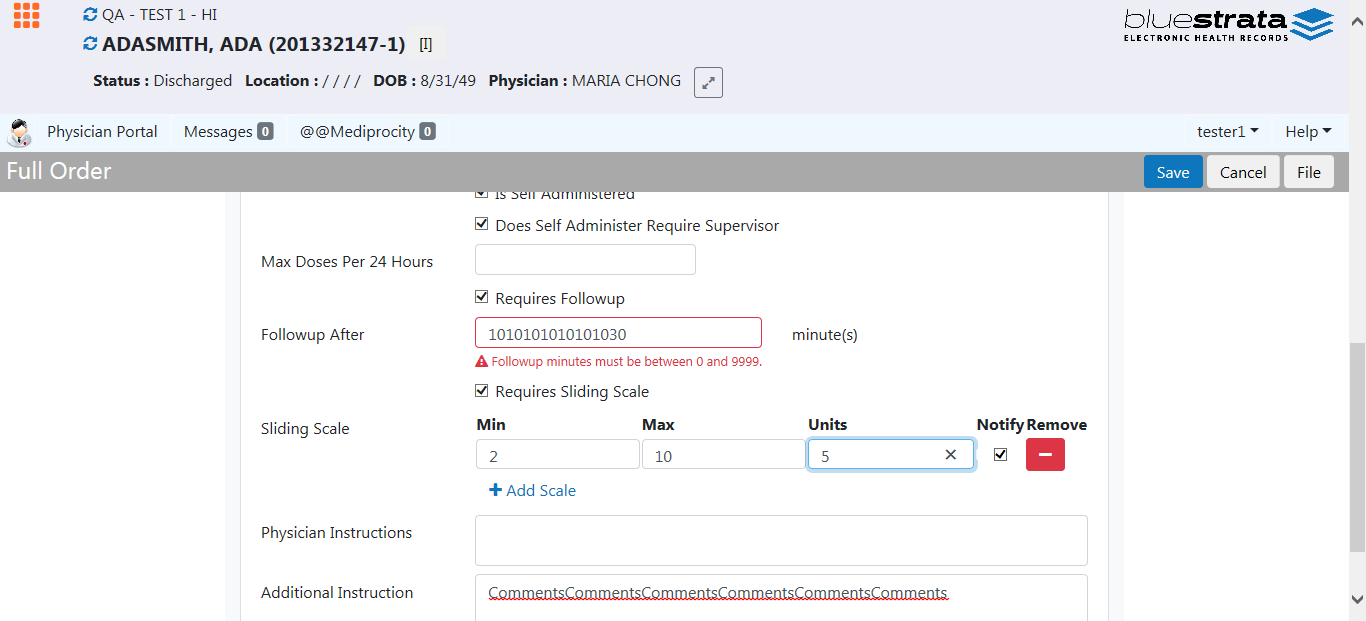 QA - TEST 1 - HI
ADASMITH, ADA (201332147-1) [I]
Status : Discharged Location : / / / / DOB : 8/31/49 Physician : MARIA CHONG
bluestrata
ELECTRONIC HEALTH RECORDS
Physician Portal Messages 0 @@Mediprocity 0 tester1 Help
Full Order Save Cancel File
Is Self Administered
Does Self Administer Require Supervisor
Max Doses Per 24 Hours
Requires Followup
Followup After 1010101010101030 minute(s)
Followup minutes must be between 0 and 9999.
Requires Sliding Scale
Sliding Scale Min Max Units Notify Remove
2 10 5
Add Scale
Physician Instructions
Additional Instruction CommentsCommentsCommentsCommentsCommentsComments